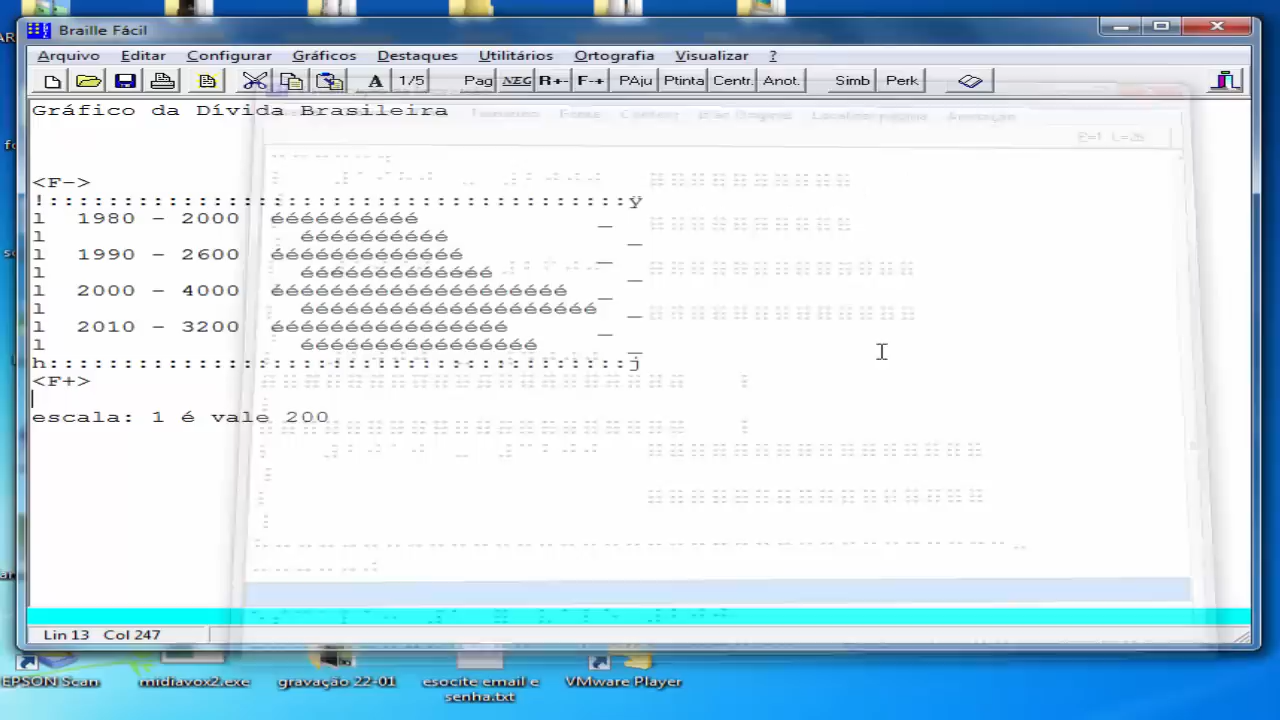 Braille Fácil
Arquivo Editar Configurar Gráficos Destaques Utilitários Ortografia Visualizar ?
A 1/5 Pag NEG R+- F-+ PAju Ptinta Centr. Anot. Simb Perk
Gráfico da Dívida Brasileira
<F->
!:::::::::::::::::::::::::::::::::::::::ÿ
l  1980 - 2000  éééééééééé            _
l                 éééééééééé            _
l  1990 - 2600  ééééééééééééé         _
l                 ééééééééééééé         _
l  2000 - 4000  éééééééééééééééééééé  _
l                 éééééééééééééééééééé  _
l  2010 - 3200  éééééééééééééééé      _
l                 éééééééééééééééé      _
h:::::::::::::::::::::::::::::::::::::::j
<F+>
escala: 1 é vale 200
Lin 13 Col 247
EPSON Scan midiavox2.exe gravação 22-01 esocite email e senha.txt VMware Player